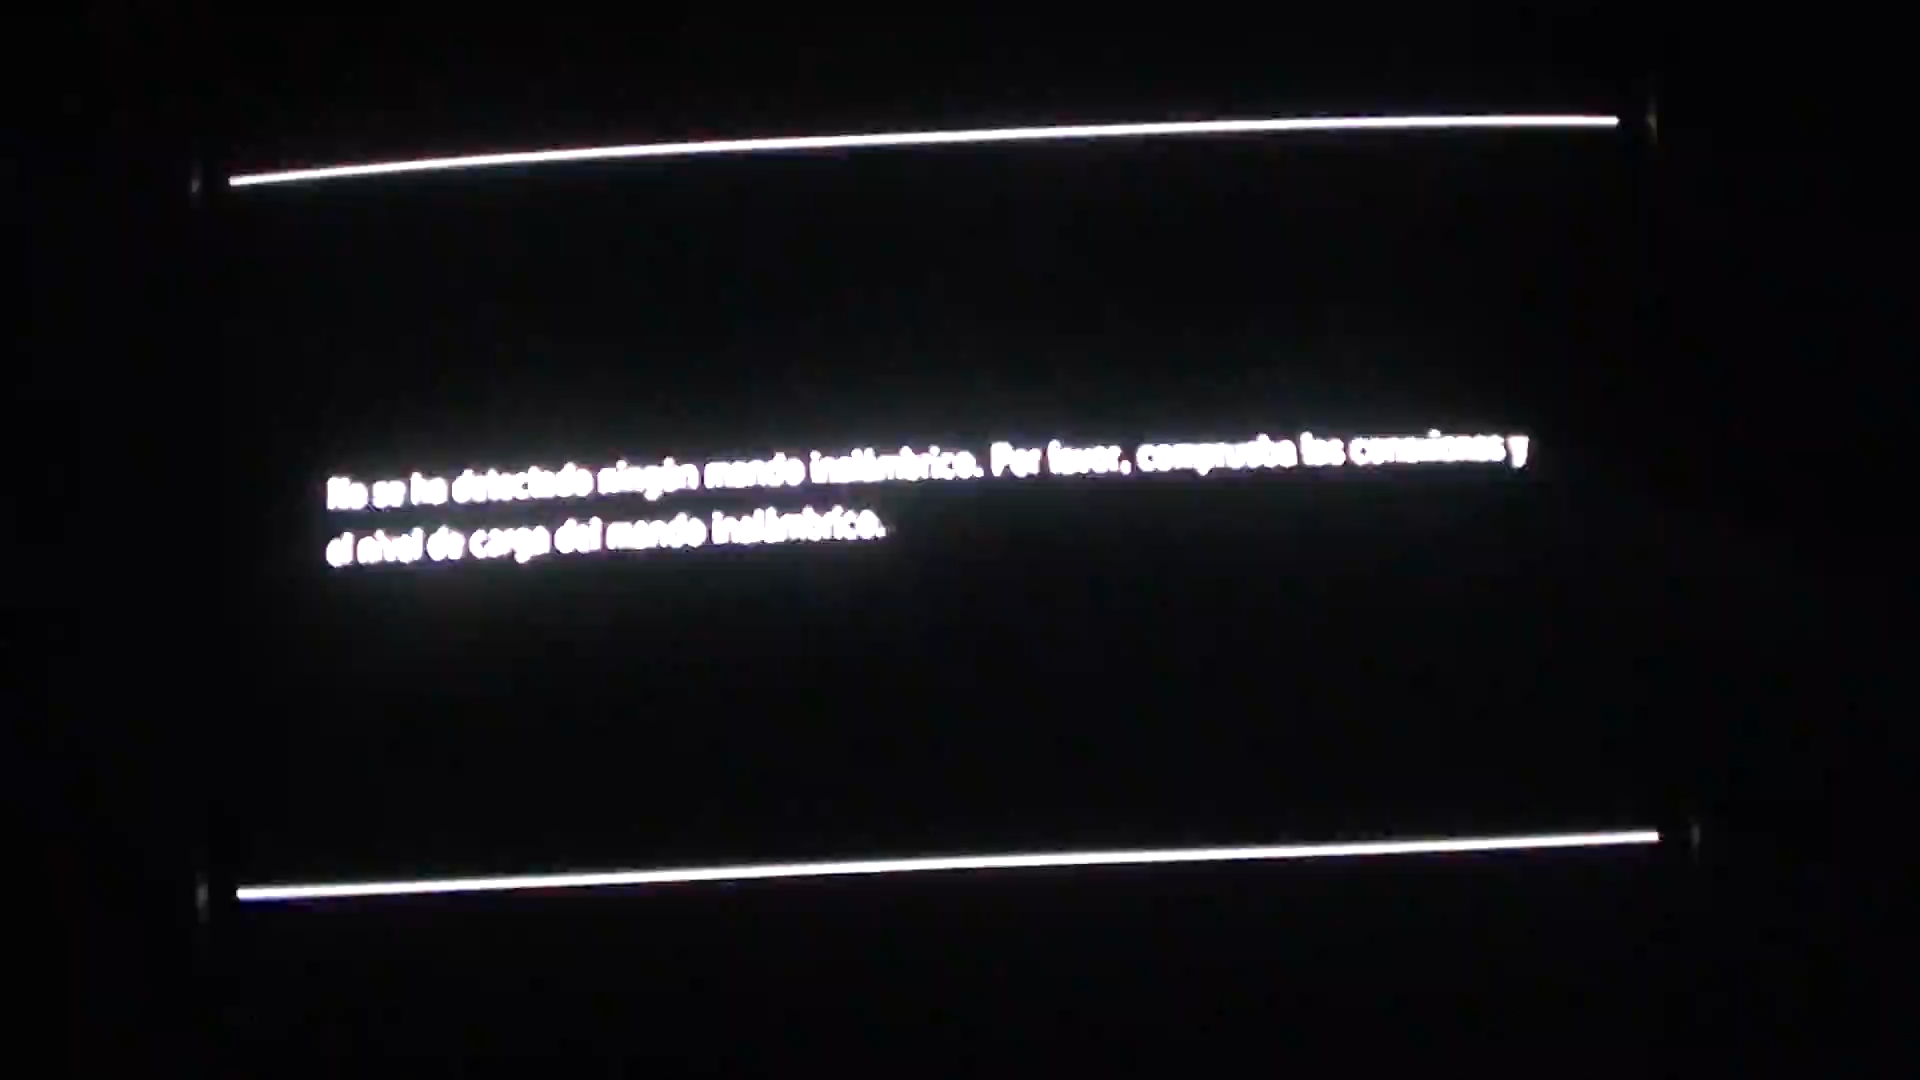 No se ha detectado ningún mando inalámbrico. Por favor, comprueba las conexiones y
el nivel de carga del mando inalámbrico.